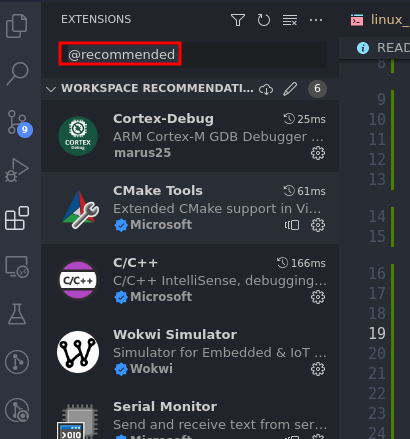 EXTENSIONS
linux_
@recommended
READ
WORKSPACE RECOMMENDATI... 6
Cortex-Debug 25ms
ARM Cortex-M GDB Debugger ...
marus25
CORTEX
Debug
CMake Tools 61ms
Extended CMake support in Vi...
Microsoft
C/C++ 166ms
C/C++ IntelliSense, debugging...
Microsoft
C/C++
Wokwi Simulator
Simulator for Embedded & IoT ...
Wokwi
Serial Monitor
Send and receive text from ser...
Microsoft
9
8
9
10
11
12
13
14
15
16
17
18
19
20
21
22
23
24